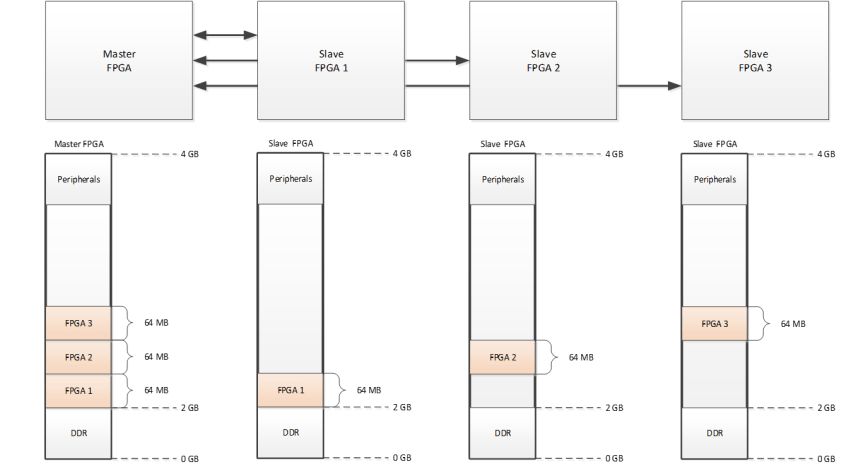 Master
FPGA
Slave
FPGA 1
Slave
FPGA 2
Slave
FPGA 3
Master FPGA
4 GB
Peripherals
FPGA 3
64 MB
FPGA 2
64 MB
FPGA 1
64 MB
2 GB
DDR
0 GB
Slave FPGA
4 GB
Peripherals
FPGA 1
64 MB
2 GB
DDR
0 GB
Slave FPGA
4 GB
Peripherals
FPGA 2
64 MB
2 GB
DDR
0 GB
Slave FPGA
4 GB
Peripherals
FPGA 3
64 MB
2 GB
DDR
0 GB